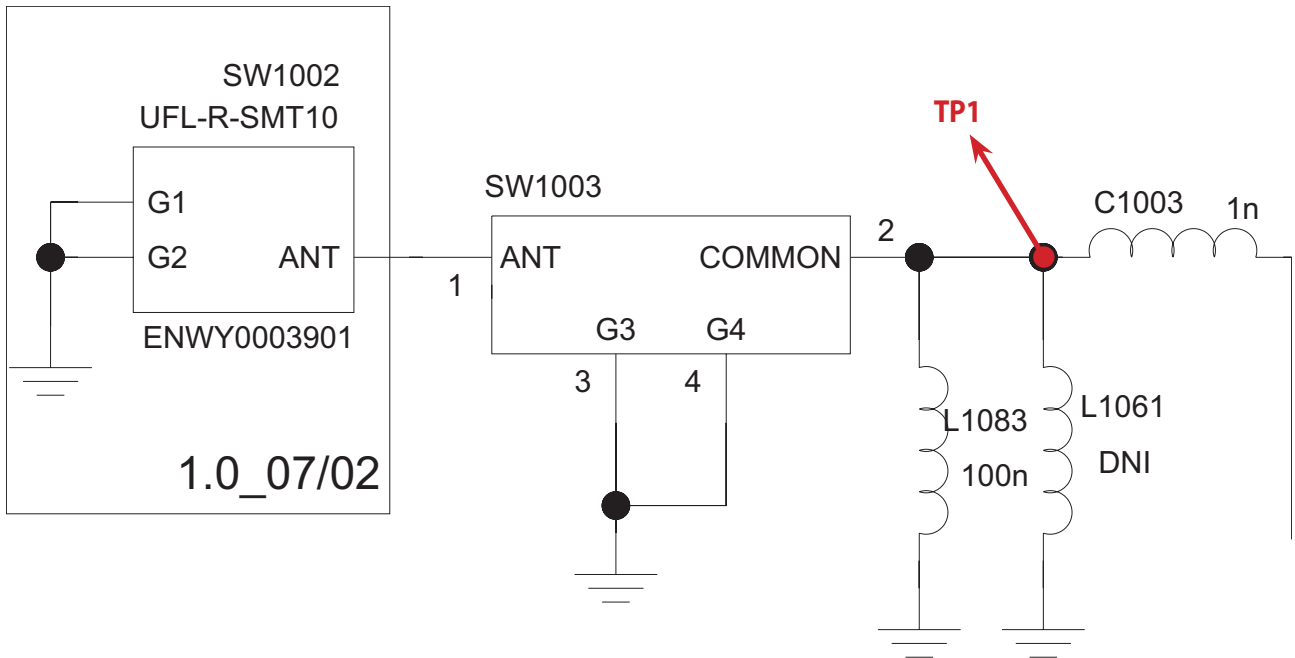 SW1002
UFL-R-SMT10
G1
G2
ANT
ENWY0003901
1.0_07/02
SW1003
1
ANT
COMMON
2
G3
G4
3
4
TP1
C1003
1n
L1083
100n
L1061
DNI